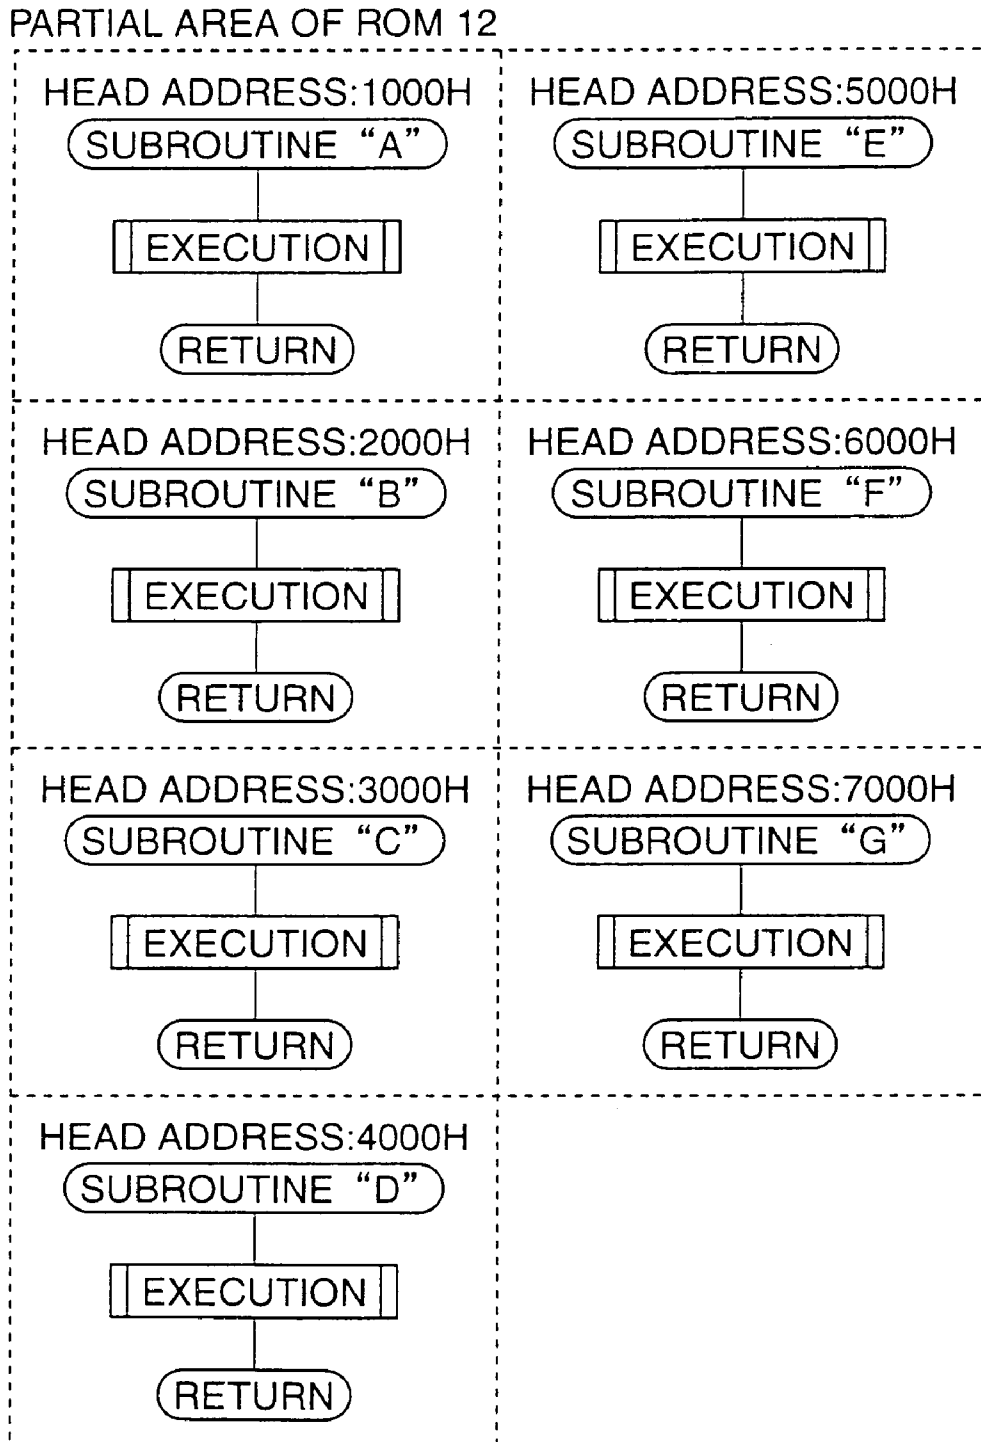 PARTIAL AREA OF ROM 12
HEAD ADDRESS:1000H
SUBROUTINE “A”
EXECUTION
RETURN
HEAD ADDRESS:2000H
SUBROUTINE “B”
EXECUTION
RETURN
HEAD ADDRESS:3000H
SUBROUTINE “C”
EXECUTION
RETURN
HEAD ADDRESS:4000H
SUBROUTINE “D”
EXECUTION
RETURN
HEAD ADDRESS:5000H
SUBROUTINE “E”
EXECUTION
RETURN
HEAD ADDRESS:6000H
SUBROUTINE “F”
EXECUTION
RETURN
HEAD ADDRESS:7000H
SUBROUTINE “G”
EXECUTION
RETURN